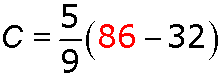 C = 5/9 (86 − 32)